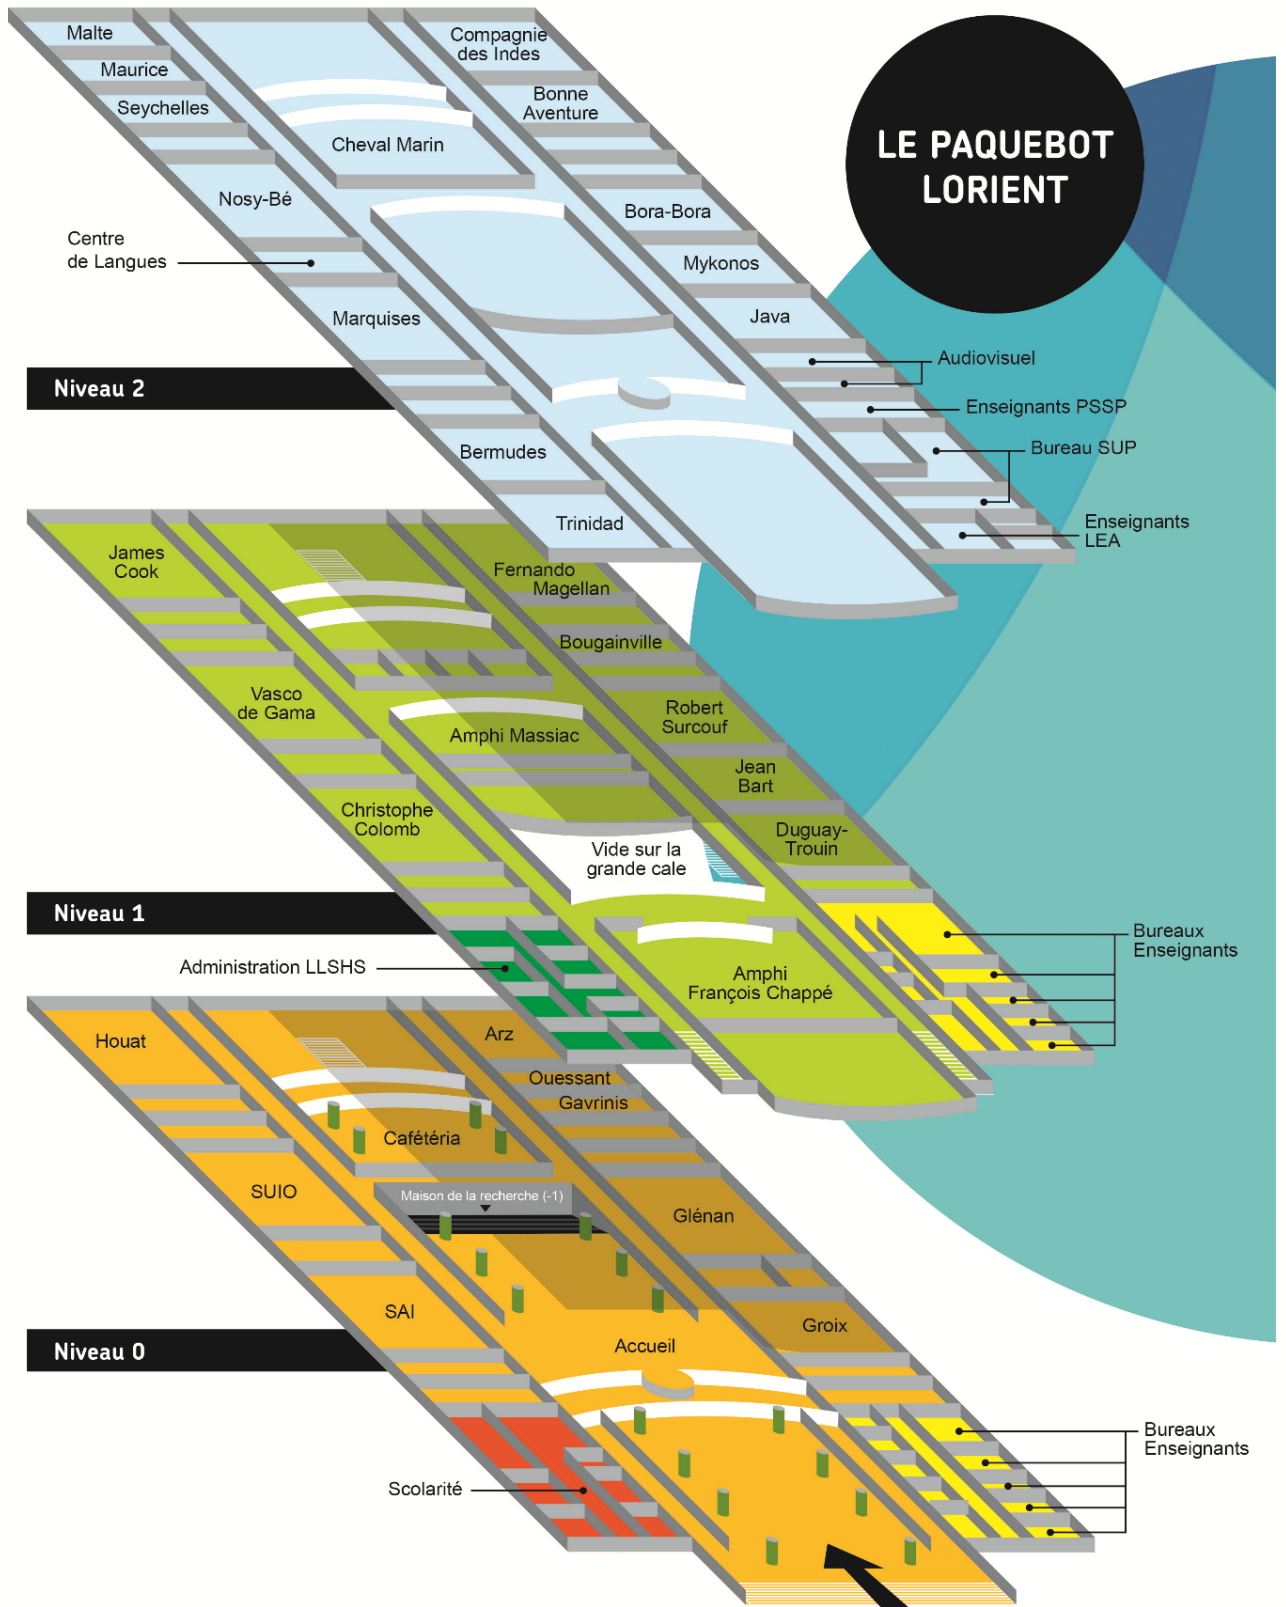 LE PAQUEBOT
LORIENT
Malte
Maurice
Seychelles
Nosy-Bé
Centre
de Langues
Marquises
Bermudes
Trinidad
Cheval Marin
Compagnie
des Indes
Bonne
Aventure
Bora-Bora
Mykonos
Java
Audiovisuel
Enseignants PSSP
Bureau SUP
Enseignants
LEA
Niveau 2
James
Cook
Vasco
de Gama
Christophe
Colomb
Administration LLSHS
Amphi Massiac
Vide sur la
grande cale
Amphi
François Chappé
Fernando
Magellan
Bougainville
Robert
Surcouf
Jean
Bart
Duguay-
Trouin
Bureaux
Enseignants
Niveau 1
Houat
SUIO
SAI
Scolarité
Cafétéria
Maison de la recherche (-1)
Accueil
Arz
Ouessant
Gavrinis
Glénan
Groix
Bureaux
Enseignants
Niveau 0